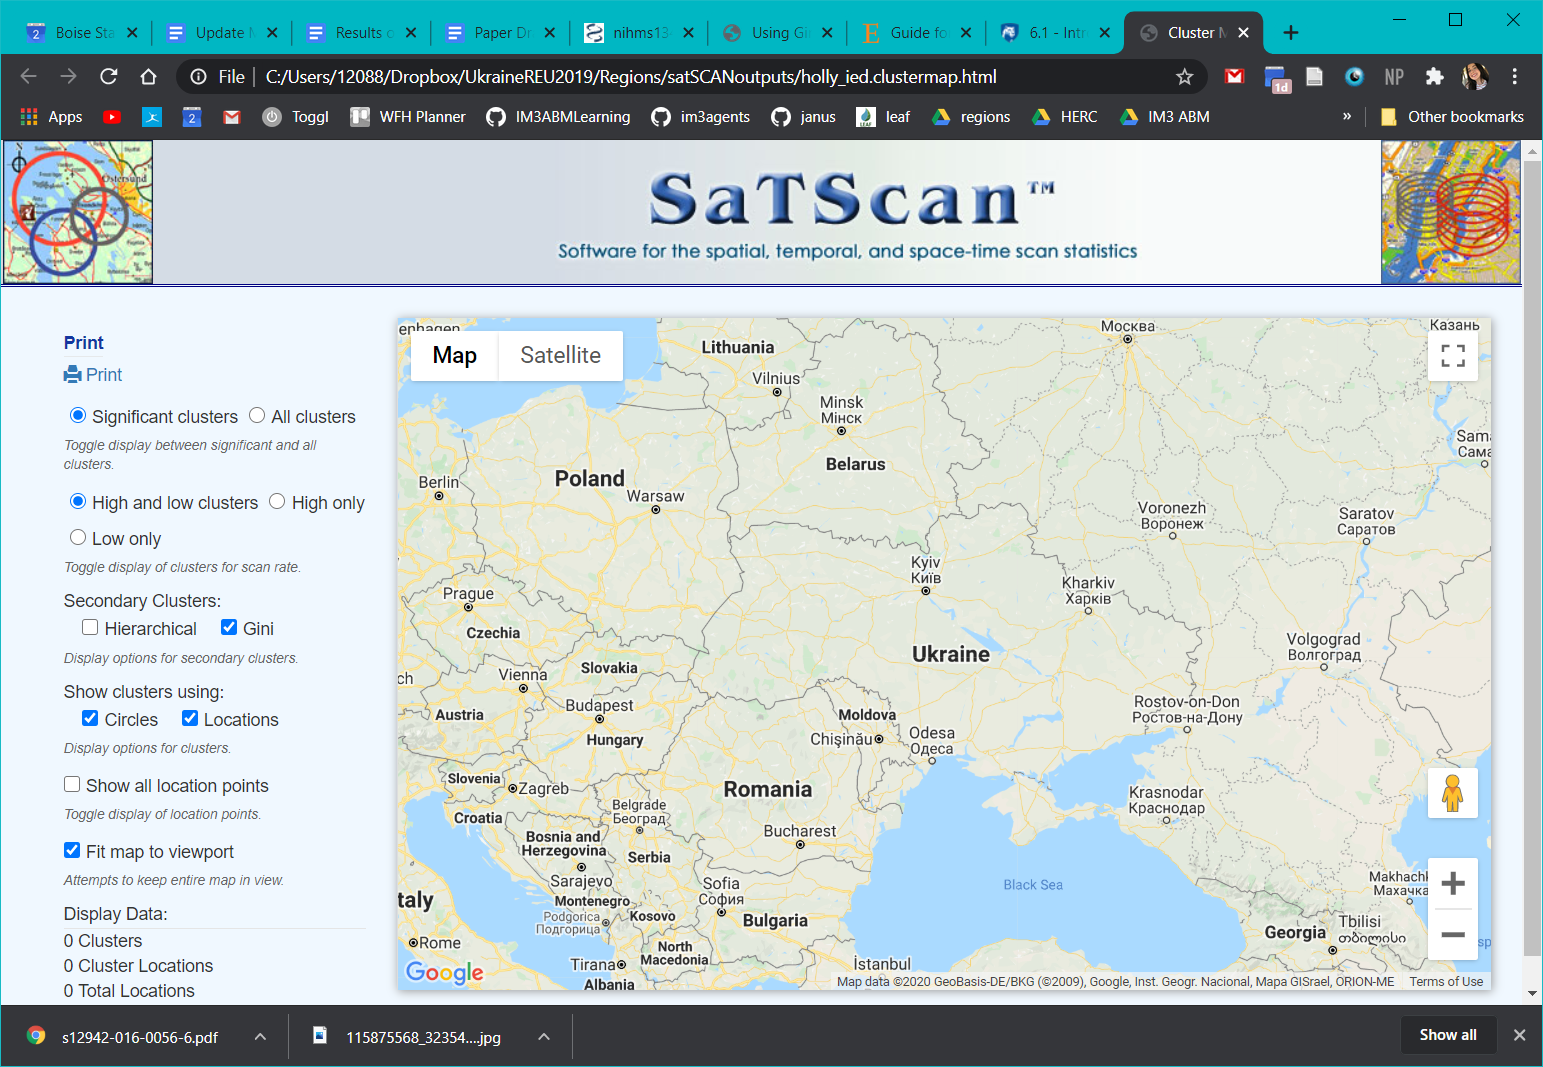 Boise Sta
Update M
Results o
Paper Dr
nihms13
Using Gi
Guide fo
6.1 - Intr
Cluster M
File
C:/Users/12088/Dropbox/UkraineREU2019/Regions/satSCANoutputs/holly_ied.clustermap.html
1d
NP
Apps
2
Toggl
WFH Planner
IM3ABMLearning
im3agents
janus
leaf
regions
HERC
IM3 ABM
»
Other bookmarks
Östersund
SaTScan™
Software for the spatial, temporal, and space-time scan statistics
Print
Print
Significant clusters
All clusters
Toggle display between significant and all
clusters.
High and low clusters
High only
Low only
Toggle display of clusters for scan rate.
Secondary Clusters:
Hierarchical
Gini
Display options for secondary clusters.
Show clusters using:
Circles
Locations
Display options for clusters.
Show all location points
Toggle display of location points.
Fit map to viewport
Attempts to keep entire map in view.
Display Data:
0 Clusters
0 Cluster Locations
0 Total Locations
enhagen
Map
Satellite
Lithuania
Vilnius
Москва
Казань
Minsk
Мінск
Belarus
Sam
Сама
Berlin
Poland
Warsaw
Voronezh
Воронеж
Saratov
Саратов
Kyiv
Київ
Kharkiv
Харків
Prague
Czechia
Ukraine
Volgograd
Волгоград
ch
Slovakia
Vienna
Austria
Budapest
Hungary
Moldova
Chișinău
Odesa
Одеса
Rostov-on-Don
Ростов-на-Дону
Slovenia
Zagreb
Croatia
Romania
Belgrade
Београд
Krasnodar
Краснодар
Bosnia and
Herzegovina
Serbia
Bucharest
Sarajevo
Montenegro
Podgorica
Подгорица
Kosovo
Sofia
София
Bulgaria
Black Sea
Makhach
Махачка
taly
Rome
North
Macedonia
Georgia
Tbilisi
თბილისი
sp
Tirana
Albania
İstanbul
Google
Map data ©2020 GeoBasis-DE/BKG (©2009), Google, Inst. Geogr. Nacional, Mapa GISrael, ORION-ME
Terms of Use
s12942-016-0056-6.pdf
115875568_32354....jpg
Show all